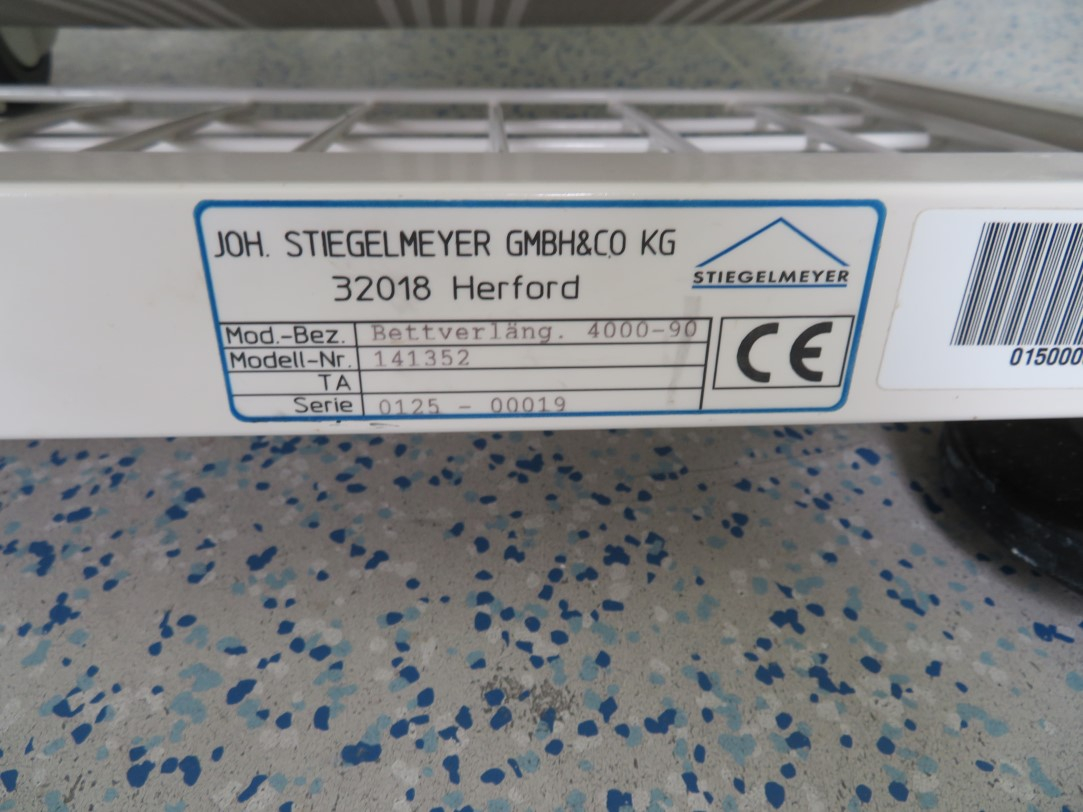 JOH. STIEGELMEYER GMBH&CO KG
32018 Herford
STIEGELMEYER
Mod.-Bez. Bettverläng. 4000-90
Modell-Nr. 141352
TA
Serie 0125 - 00019
CE
015000